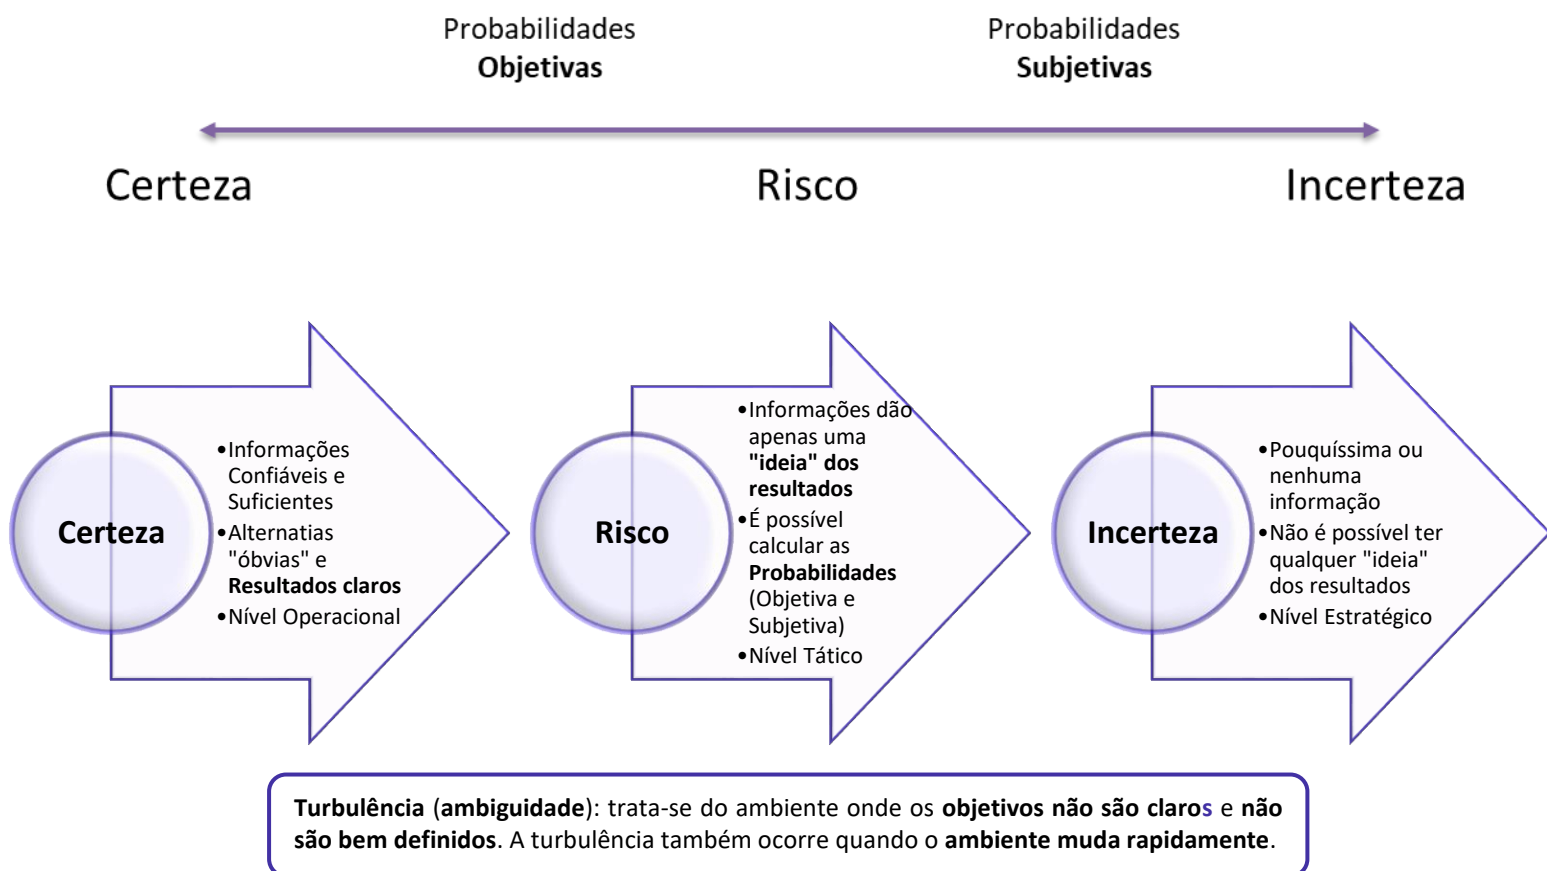 Probabilidades
Objetivas
Probabilidades
Subjetivas
Certeza
Risco
Incerteza
Certeza
•Informações
Confiáveis e
Suficientes
•Alternatias
"óbvias" e
Resultados claros
•Nível Operacional
Risco
•Informações dão
apenas uma
"ideia" dos
resultados
•É possível
calcular as
Probabilidades
(Objetiva e
Subjetiva)
•Nível Tático
Incerteza
•Pouquíssima ou
nenhuma
informação
•Não é possível ter
qualquer "ideia"
dos resultados
•Nível Estratégico
Turbulência (ambiguidade): trata-se do ambiente onde os objetivos não são claros e não
são bem definidos. A turbulência também ocorre quando o ambiente muda rapidamente.